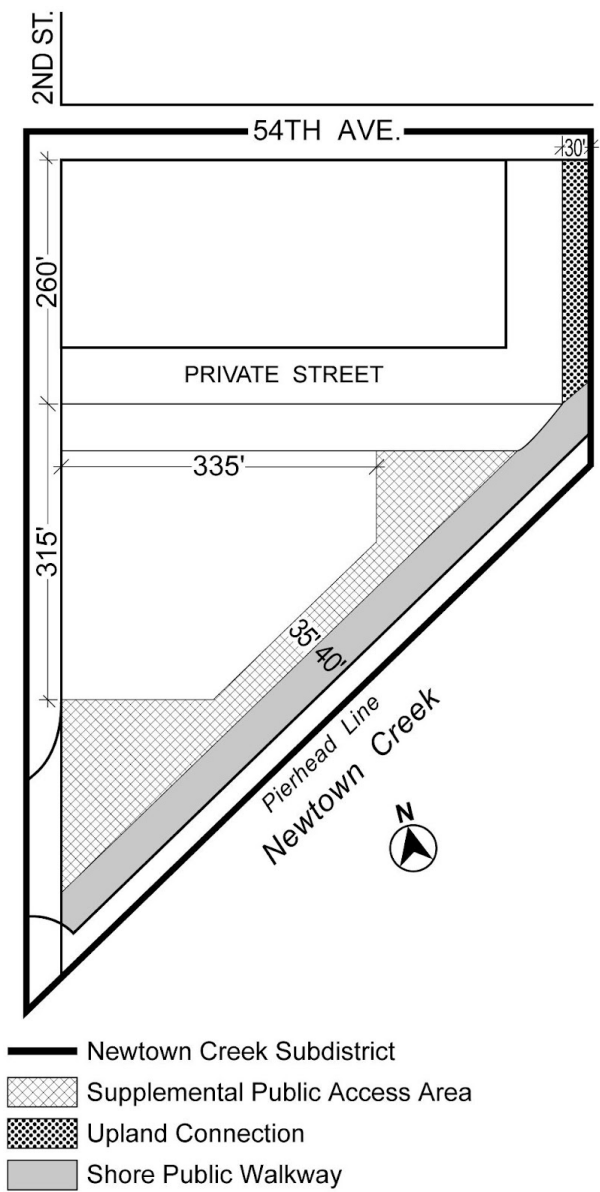 2ND ST.
54TH AVE.
30'
260'
PRIVATE STREET
335'
315'
35'
40'
Pierhead Line
Newtown Creek
N
Newtown Creek Subdistrict
Supplemental Public Access Area
Upland Connection
Shore Public Walkway